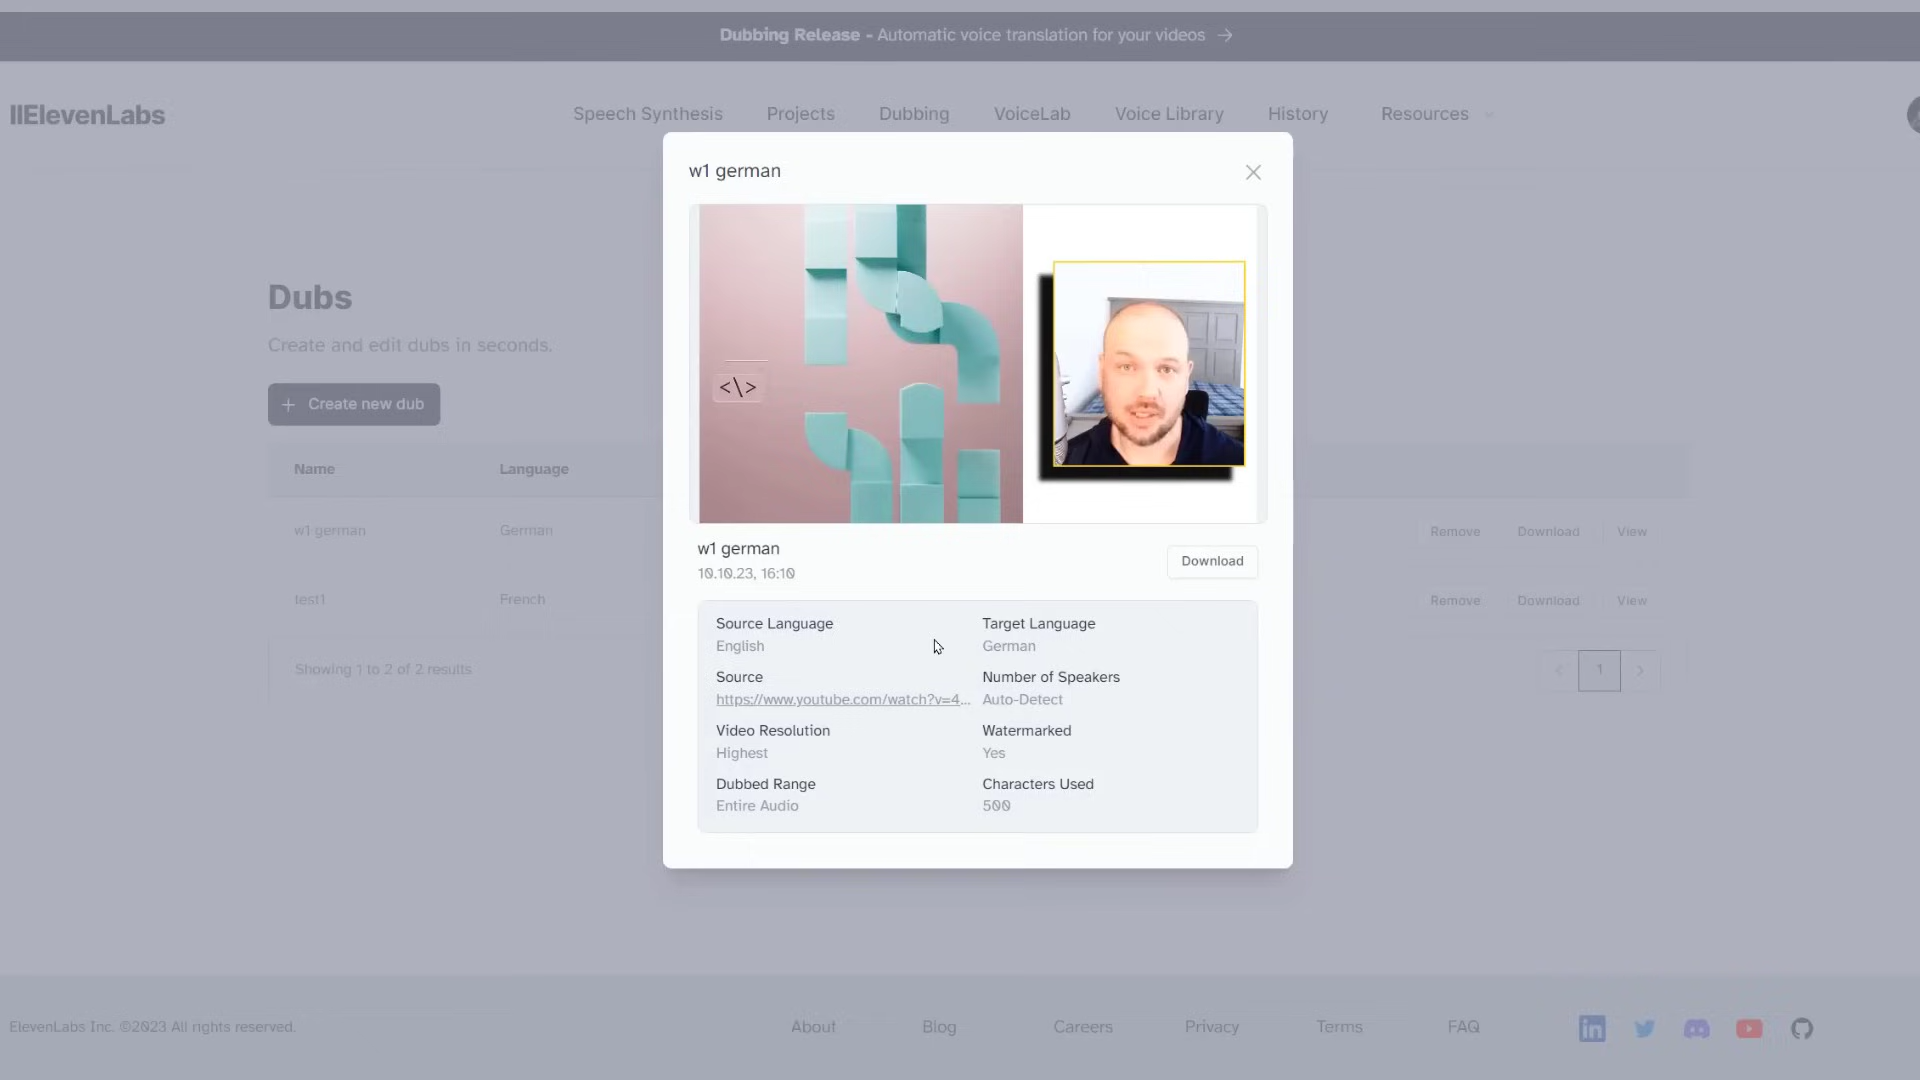 Dubbing Release - Automatic voice translation for your videos →
IIElevenLabs
Speech Synthesis
Projects
Dubbing
VoiceLab
Voice Library
History
Resources
w1 german
<\>
Dubs
Create and edit dubs in seconds.
+ Create new dub
Name
Language
w1 german
German
Remove
Download
View
test1
French
Remove
Download
View
Showing 1 to 2 of 2 results
1
w1 german
10.10.23, 16:10
Download
Source Language
English
Target Language
German
Source
https://www.youtube.com/watch?v=4...
Number of Speakers
Auto-Detect
Video Resolution
Highest
Watermarked
Yes
Dubbed Range
Entire Audio
Characters Used
500
ElevenLabs Inc. ©2023 All rights reserved.
About
Blog
Careers
Privacy
Terms
FAQ
in